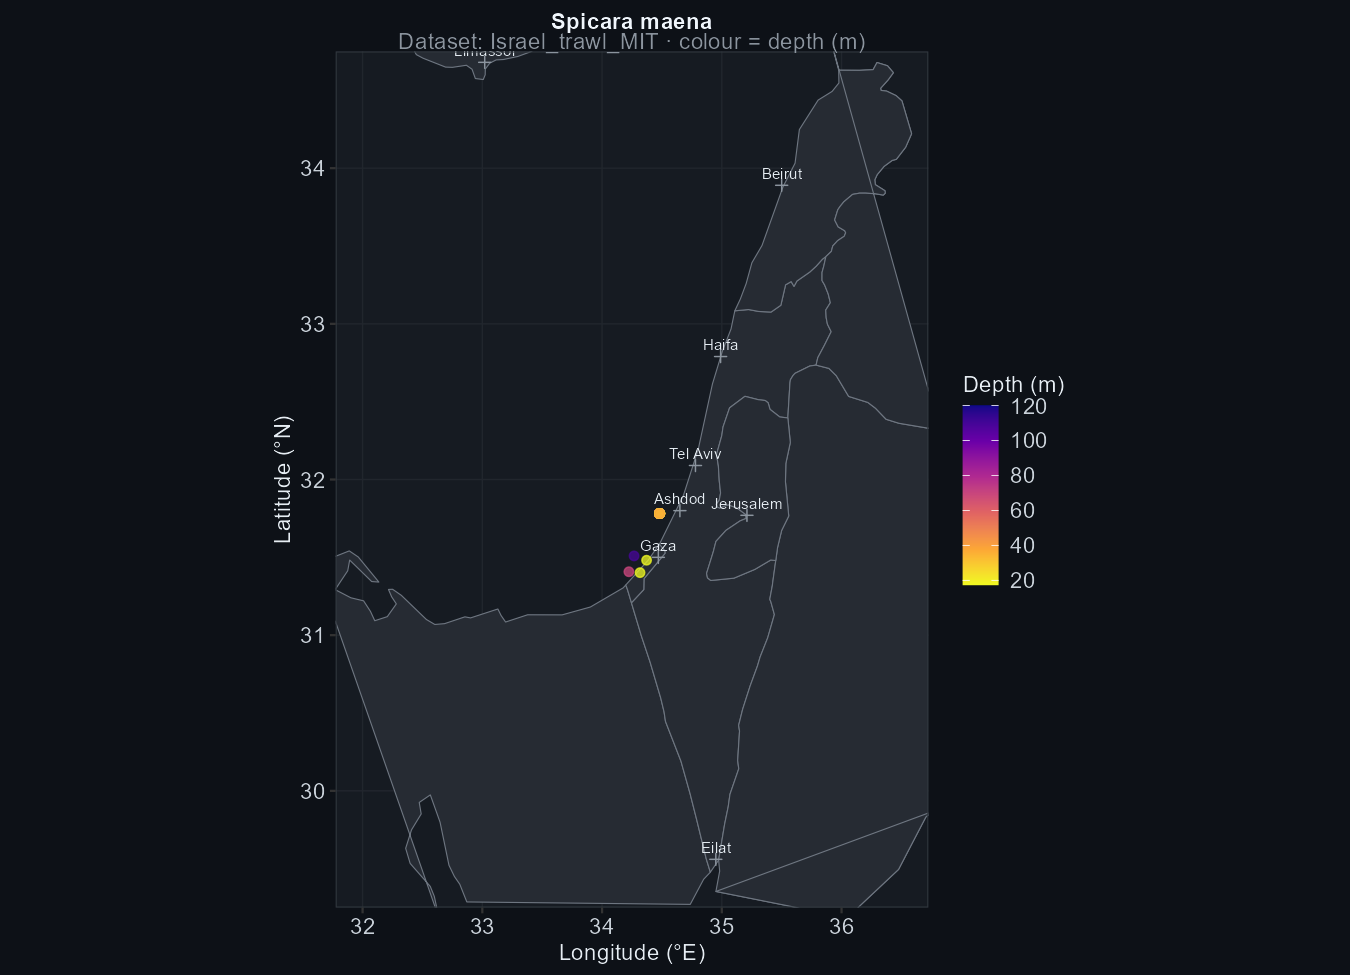 Spicara maena
Dataset: Israel_trawl_MIT · colour = depth (m)
Limassol
34
33
32
31
30
Latitude (°N)
Beirut
Haifa
Tel Aviv
Ashdod
Jerusalem
Gaza
Eilat
32
33
34
35
36
Longitude (°E)
Depth (m)
120
100
80
60
40
20